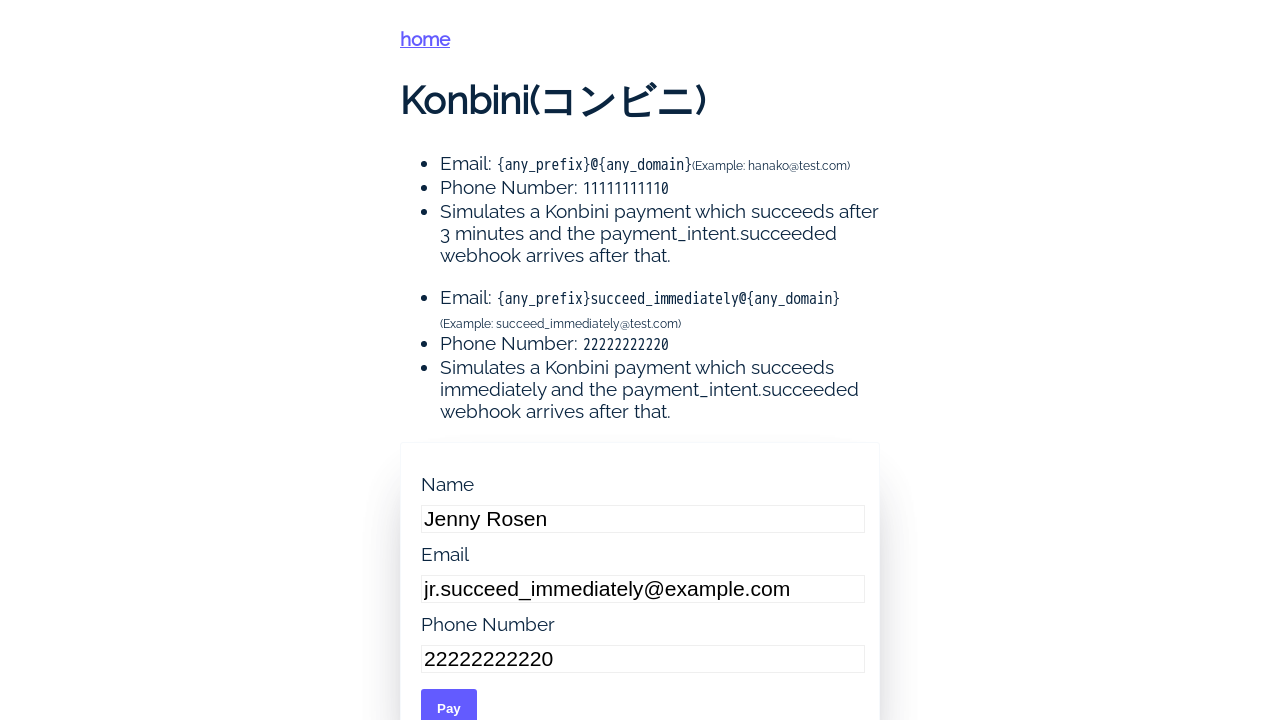 home
Konbini(コンビニ)
Email: {any_prefix}@{any_domain}(Example: hanako@test.com)
Phone Number: 11111111110
Simulates a Konbini payment which succeeds after
3 minutes and the payment_intent.succeeded
webhook arrives after that.
Email: {any_prefix}succeed_immediately@{any_domain}
(Example: succeed_immediately@test.com)
Phone Number: 22222222220
Simulates a Konbini payment which succeeds
immediately and the payment_intent.succeeded
webhook arrives after that.
Name
Jenny Rosen
Email
jr.succeed_immediately@example.com
Phone Number
22222222220
Pay